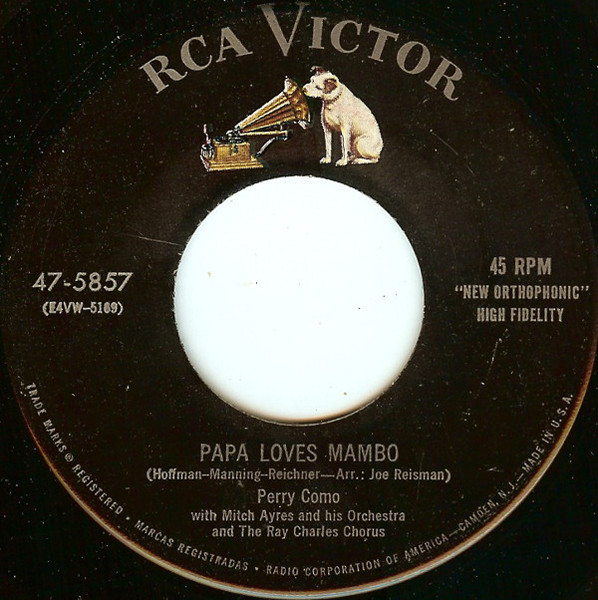 RCA VICTOR
47-5857
(E4VW-5169)
45 RPM
"NEW ORTHOPHONIC"
HIGH FIDELITY
PAPA LOVES MAMBO
(Hoffman-Manning-Reichner—Arr.: Joe Reisman)
Perry Como
with Mitch Ayres and his Orchestra
and The Ray Charles Chorus
TRADE MARKS ® REGISTERED • MARCAS REGISTRADAS • RADIO CORPORATION OF AMERICA—CAMDEN, N. J.—MADE IN U.S.A.